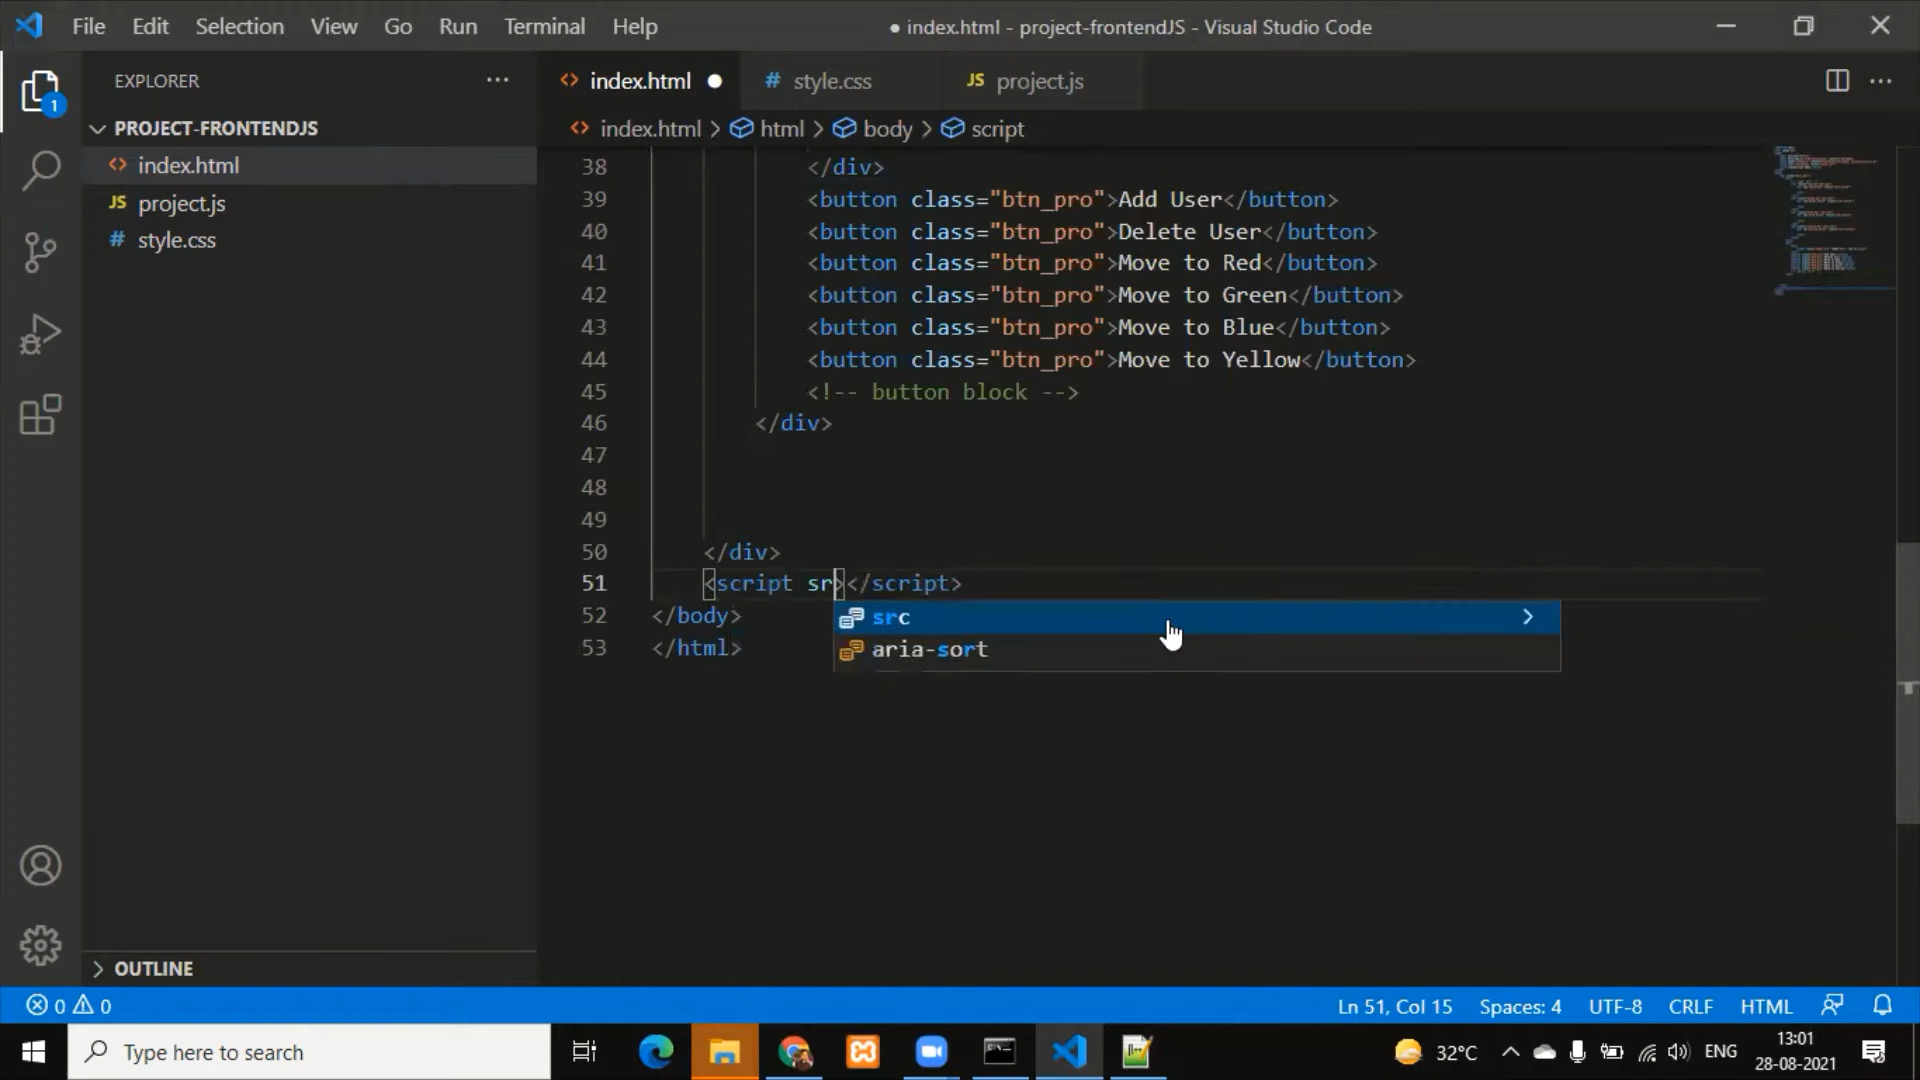 File Edit Selection View Go Run Terminal Help ● index.html - project-frontendJS - Visual Studio Code
EXPLORER ···
<> index.html ● # style.css JS project.js ···
PROJECT-FRONTENDJS
<> index.html > html > body > script
1
<> index.html
JS project.js
# style.css
38 </div>
39 <button class="btn_pro">Add User</button>
40 <button class="btn_pro">Delete User</button>
41 <button class="btn_pro">Move to Red</button>
42 <button class="btn_pro">Move to Green</button>
43 <button class="btn_pro">Move to Blue</button>
44 <button class="btn_pro">Move to Yellow</button>
45 <!-- button block -->
46 </div>
47
48
49
50 </div>
51 <script sr></script>
52 </body>
53 </html>
src
aria-sort
OUTLINE
0 0 Ln 51, Col 15 Spaces: 4 UTF-8 CRLF HTML
Type here to search
32°C ENG 13:01
28-08-2021